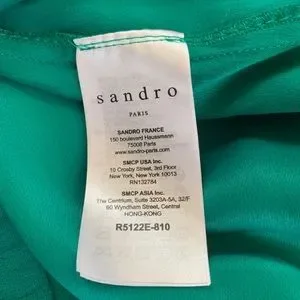 sandro
PARIS
SANDRO FRANCE
150 boulevard Haussmann
75008 Paris
www.sandro-paris.com
SMCP USA Inc.
10 Crosby Street, 3rd Floor
New York, New York 10013
RN132784
SMCP ASIA Inc.
The Centrium, Suite 3203A-5A, 32/F
60 Wyndham Street, Central
HONG-KONG
R5122E-810